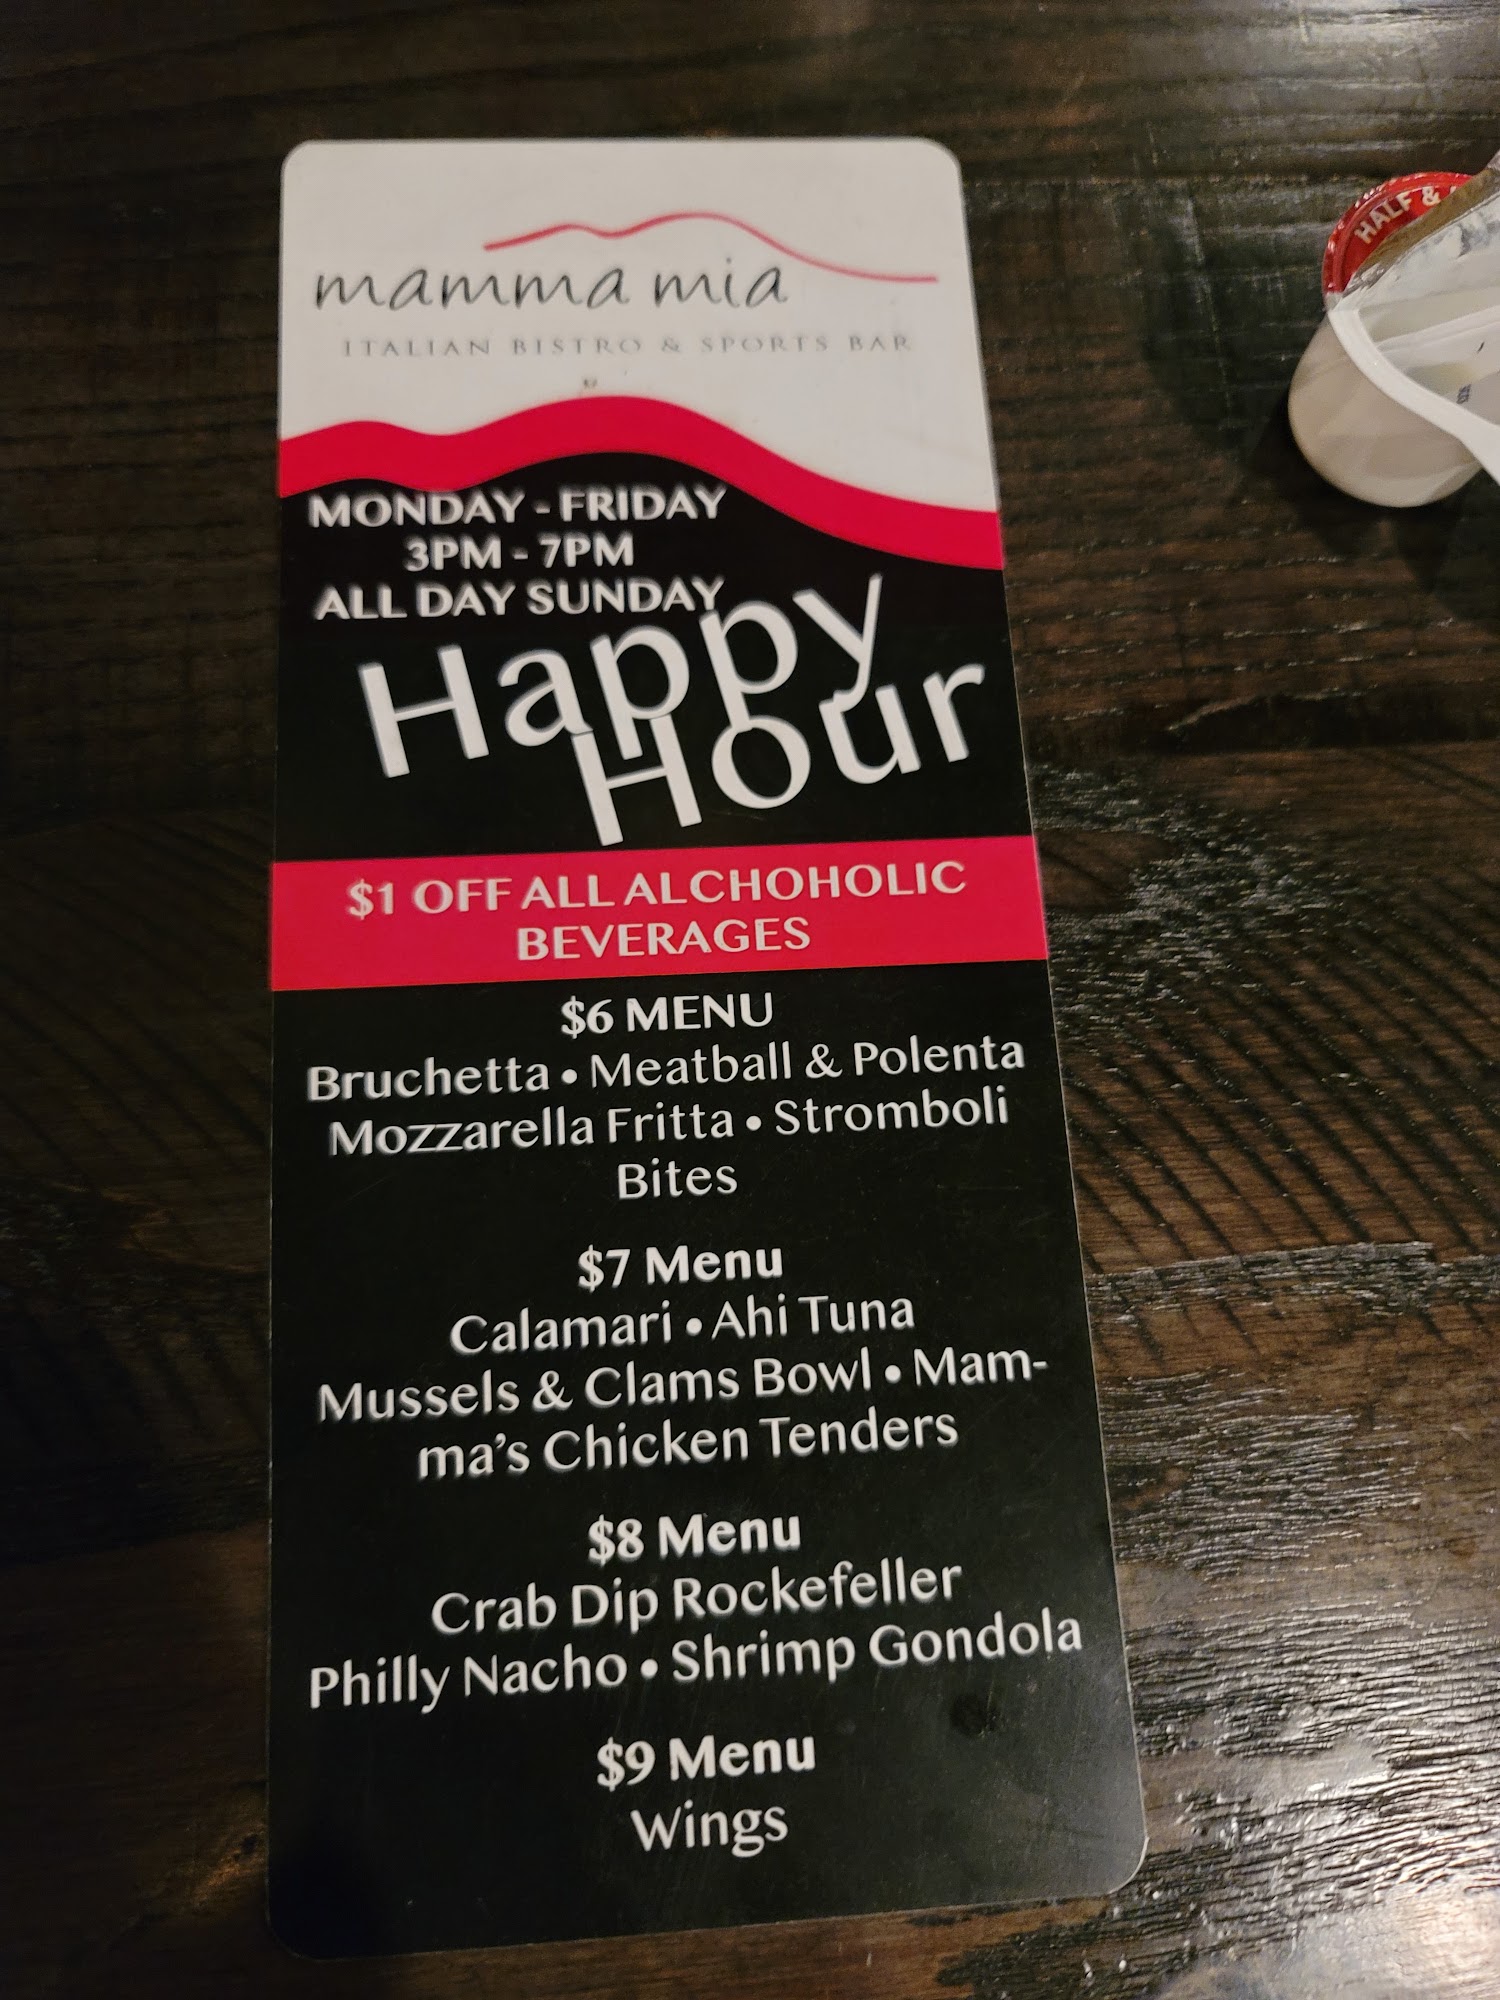 mamma mia
ITALIAN BISTRO & SPORTS BAR
MONDAY - FRIDAY
3PM - 7PM
ALL DAY SUNDAY
Happy
Hour
$1 OFF ALL ALCHOHOLIC
BEVERAGES
$6 MENU
Bruchetta • Meatball & Polenta
Mozzarella Fritta • Stromboli
Bites
$7 Menu
Calamari • Ahi Tuna
Mussels & Clams Bowl • Mam-
ma's Chicken Tenders
$8 Menu
Crab Dip Rockefeller
Philly Nacho • Shrimp Gondola
$9 Menu
Wings
HALF &